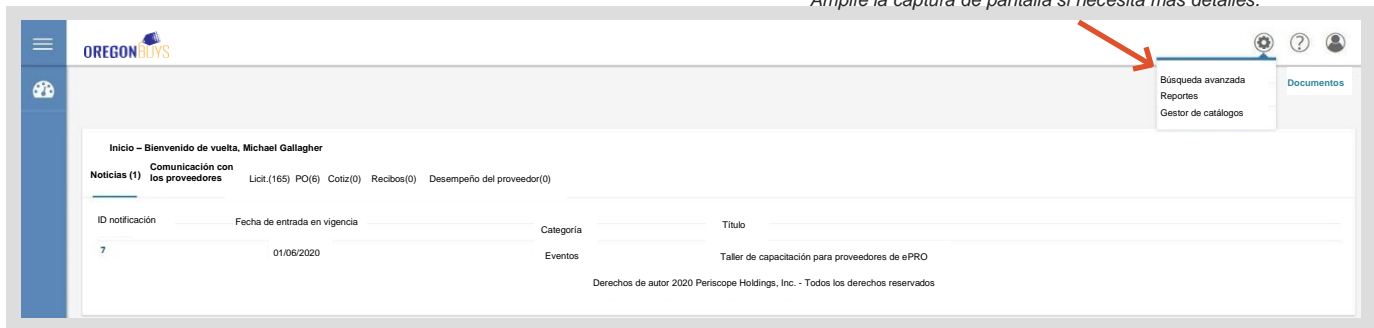 Amplíe la captura de pantalla si necesita más detalles.
OREGONBUYS
Búsqueda avanzada
Reportes
Gestor de catálogos
Documentos
Inicio – Bienvenido de vuelta, Michael Gallagher
Noticias (1) Comunicación con los proveedores Licit.(165) PO(6) Cotiz(0) Recibos(0) Desempeño del proveedor(0)
ID notificación Fecha de entrada en vigencia Categoría Título
7 01/06/2020 Eventos Taller de capacitación para proveedores de ePRO
Derechos de autor 2020 Periscope Holdings, Inc. - Todos los derechos reservados